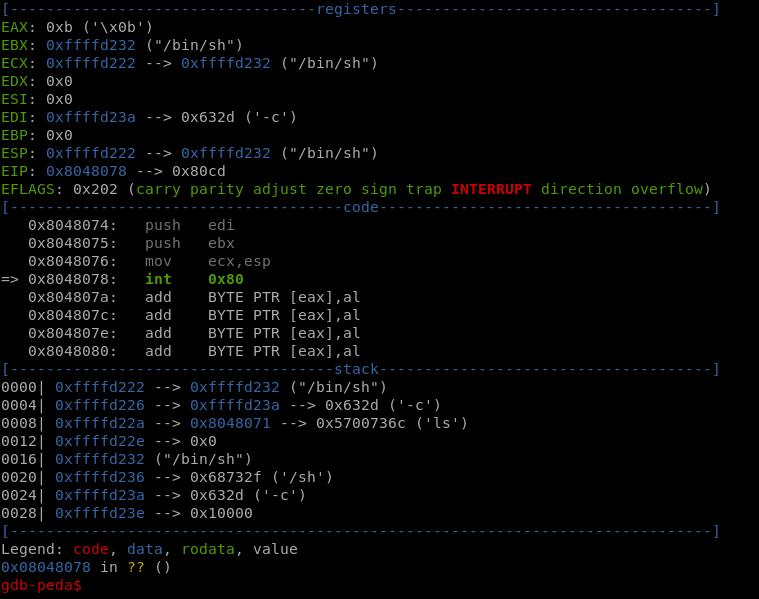 [----------------------------------registers-----------------------------------]
EAX: 0xb ('\x0b')
EBX: 0xffffd232 ("/bin/sh")
ECX: 0xffffd222 --> 0xffffd232 ("/bin/sh")
EDX: 0x0
ESI: 0x0
EDI: 0xffffd23a --> 0x632d ('-c')
EBP: 0x0
ESP: 0xffffd222 --> 0xffffd232 ("/bin/sh")
EIP: 0x8048078 --> 0x80cd
EFLAGS: 0x202 (carry parity adjust zero sign trap INTERRUPT direction overflow)
[-------------------------------------code-------------------------------------]
   0x8048074:   push   edi
   0x8048075:   push   ebx
   0x8048076:   mov    ecx,esp
=> 0x8048078:   int    0x80
   0x804807a:   add    BYTE PTR [eax],al
   0x804807c:   add    BYTE PTR [eax],al
   0x804807e:   add    BYTE PTR [eax],al
   0x8048080:   add    BYTE PTR [eax],al
[------------------------------------stack-------------------------------------]
0000| 0xffffd222 --> 0xffffd232 ("/bin/sh")
0004| 0xffffd226 --> 0xffffd23a --> 0x632d ('-c')
0008| 0xffffd22a --> 0x8048071 --> 0x5700736c ('ls')
0012| 0xffffd22e --> 0x0
0016| 0xffffd232 ("/bin/sh")
0020| 0xffffd236 --> 0x68732f ('/sh')
0024| 0xffffd23a --> 0x632d ('-c')
0028| 0xffffd23e --> 0x10000
[------------------------------------------------------------------------------]
Legend: code, data, rodata, value
0x08048078 in ?? ()
gdb-peda$